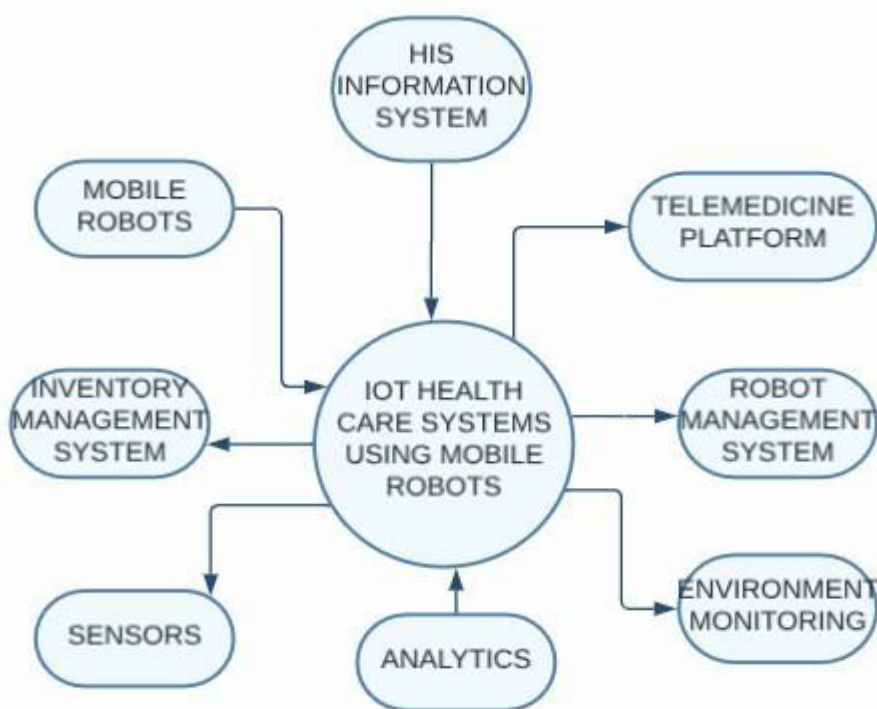 HIS
INFORMATION
SYSTEM
MOBILE
ROBOTS
TELEMEDICINE
PLATFORM
INVENTORY
MANAGEMENT
SYSTEM
IOT HEALTH
CARE SYSTEMS
USING MOBILE
ROBOTS
ROBOT
MANAGEMENT
SYSTEM
SENSORS
ANALYTICS
ENVIRONMENT
MONITORING